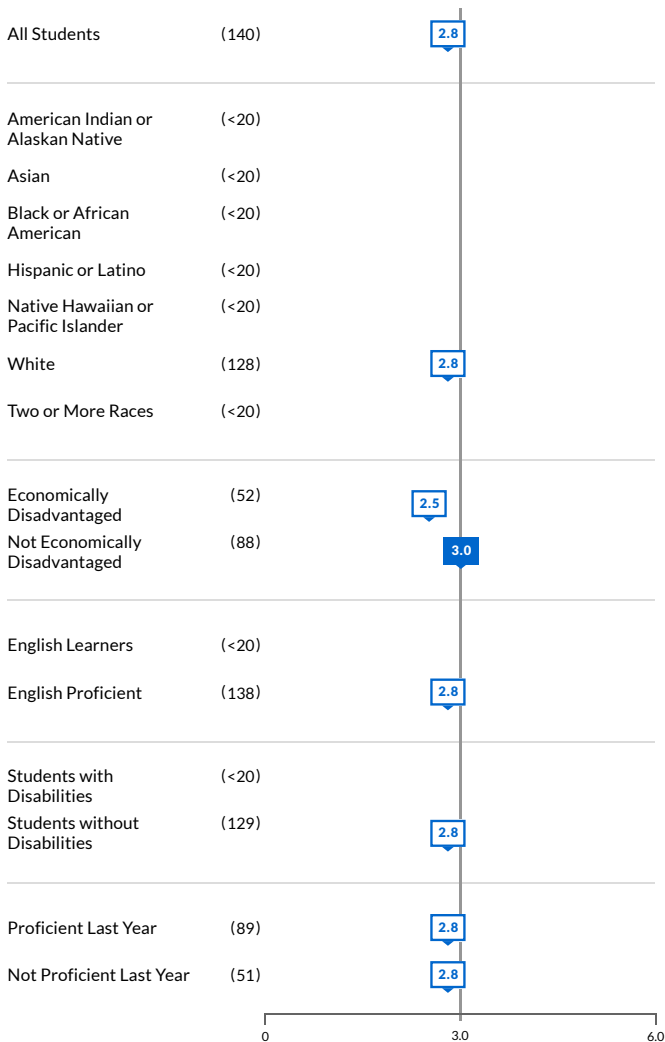 All Students (140) 2.8
American Indian or (<20)
Alaskan Native
Asian (<20)
Black or African (<20)
American
Hispanic or Latino (<20)
Native Hawaiian or (<20)
Pacific Islander
White (128) 2.8
Two or More Races (<20)
Economically (52) 2.5
Disadvantaged
Not Economically (88) 3.0
Disadvantaged
English Learners (<20)
English Proficient (138) 2.8
Students with (<20)
Disabilities
Students without (129) 2.8
Disabilities
Proficient Last Year (89) 2.8
Not Proficient Last Year (51) 2.8
0 3.0 6.0